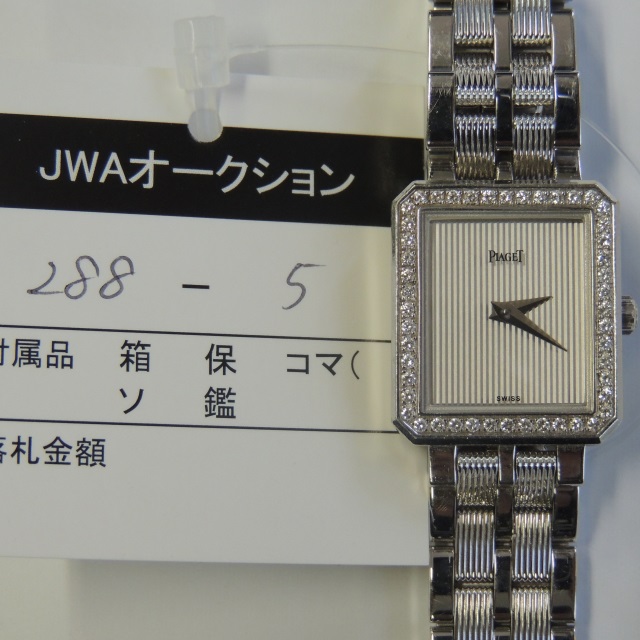 JWAオークション
288 - 5
付属品 箱 保 コマ(
ソ 鑑
落札金額
PIAGET
SWISS